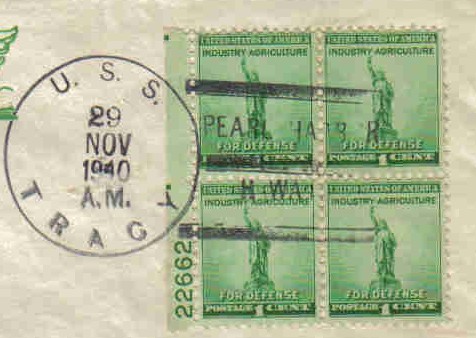 U. S. S.
29
NOV
1940
A.M.
TRACY
UNITED STATES OF AMERICA
INDUSTRY AGRICULTURE
FOR DEFENSE
POSTAGE 1 CENT
UNITED STATES OF AMERICA
INDUSTRY AGRICULTURE
FOR DEFENSE
POSTAGE 1 CENT
PEARL HARBOR
UNITED STATES OF AMERICA
INDUSTRY AGRICULTURE
FOR DEFENSE
POSTAGE 1 CENT
UNITED STATES OF AMERICA
INDUSTRY AGRICULTURE
FOR DEFENSE
POSTAGE 1 CENT
22662